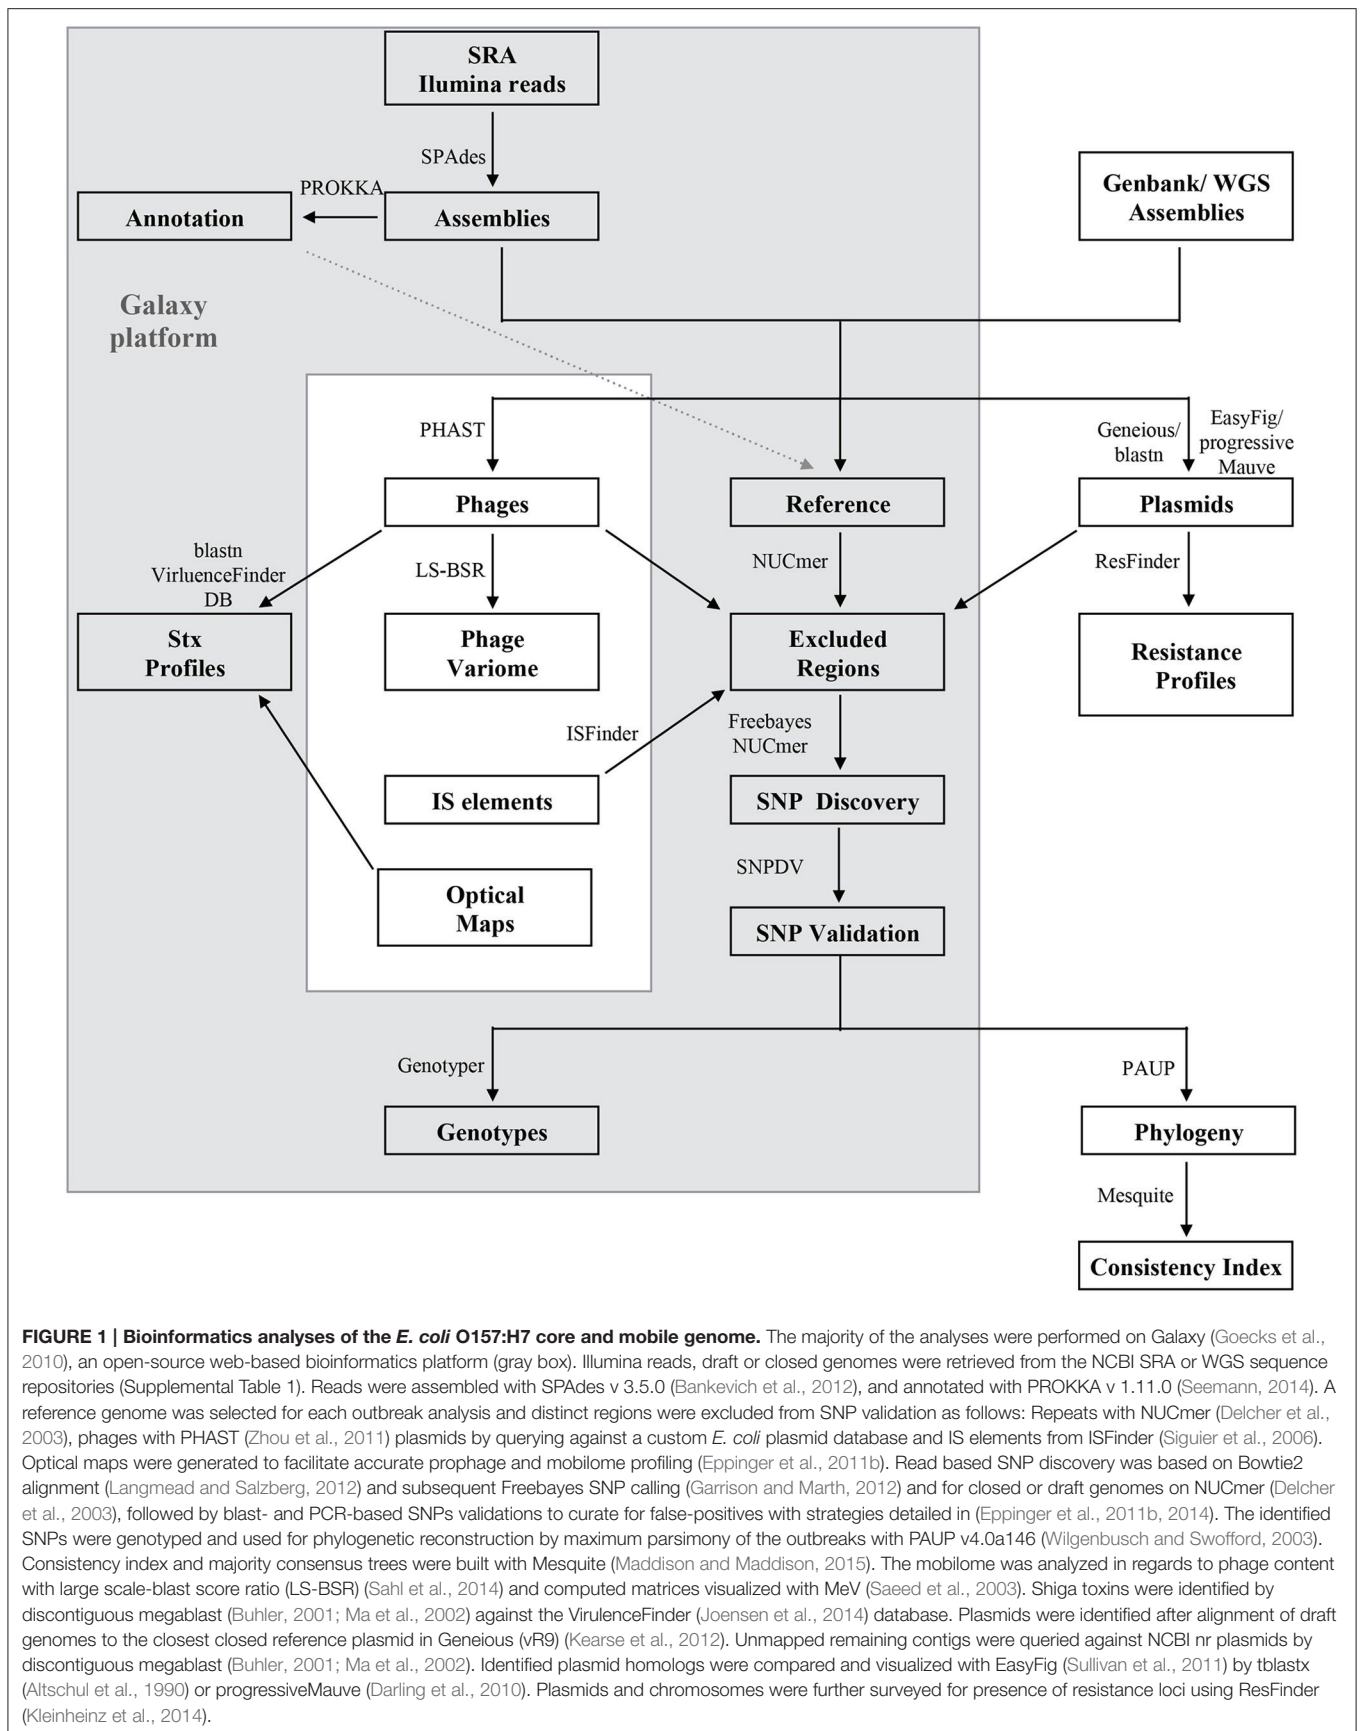 SRA
Ilumina reads
SPAdes
PROKKA
Annotation
Assemblies
Genbank/ WGS
Assemblies
Galaxy
platform
PHAST
Geneious/
blastn
EasyFig/
progressive
Mauve
Phages
Reference
Plasmids
blastn
VirluenceFinder
DB
LS-BSR
NUCmer
ResFinder
Stx
Profiles
Phage
Variome
Excluded
Regions
Resistance
Profiles
ISFinder
Freebayes
NUCmer
IS elements
SNP Discovery
SNPDV
Optical
Maps
SNP Validation
Genotyper
PAUP
Genotypes
Phylogeny
Mesquite
Consistency Index
FIGURE 1 | Bioinformatics analyses of the E. coli O157:H7 core and mobile genome. The majority of the analyses were performed on Galaxy (Goecks et al.,
2010), an open-source web-based bioinformatics platform (gray box). Illumina reads, draft or closed genomes were retrieved from the NCBI SRA or WGS sequence
repositories (Supplemental Table 1). Reads were assembled with SPAdes v 3.5.0 (Bankevich et al., 2012), and annotated with PROKKA v 1.11.0 (Seemann, 2014). A
reference genome was selected for each outbreak analysis and distinct regions were excluded from SNP validation as follows: Repeats with NUCmer (Delcher et al.,
2003), phages with PHAST (Zhou et al., 2011) plasmids by querying against a custom E. coli plasmid database and IS elements from ISFinder (Siguier et al., 2006).
Optical maps were generated to facilitate accurate prophage and mobilome profiling (Eppinger et al., 2011b). Read based SNP discovery was based on Bowtie2
alignment (Langmead and Salzberg, 2012) and subsequent Freebayes SNP calling (Garrison and Marth, 2012) and for closed or draft genomes on NUCmer (Delcher
et al., 2003), followed by blast- and PCR-based SNPs validations to curate for false-positives with strategies detailed in (Eppinger et al., 2011b, 2014). The identified
SNPs were genotyped and used for phylogenetic reconstruction by maximum parsimony of the outbreaks with PAUP v4.0a146 (Wilgenbusch and Swofford, 2003).
Consistency index and majority consensus trees were built with Mesquite (Maddison and Maddison, 2015). The mobilome was analyzed in regards to phage content
with large scale-blast score ratio (LS-BSR) (Sahl et al., 2014) and computed matrices visualized with MeV (Saeed et al., 2003). Shiga toxins were identified by
discontiguous megablast (Buhler, 2001; Ma et al., 2002) against the VirulenceFinder (Joensen et al., 2014) database. Plasmids were identified after alignment of draft
genomes to the closest closed reference plasmid in Geneious (vR9) (Kearse et al., 2012). Unmapped remaining contigs were queried against NCBI nr plasmids by
discontiguous megablast (Buhler, 2001; Ma et al., 2002). Identified plasmid homologs were compared and visualized with EasyFig (Sullivan et al., 2011) by tblastx
(Altschul et al., 1990) or progressiveMauve (Darling et al., 2010). Plasmids and chromosomes were further surveyed for presence of resistance loci using ResFinder
(Kleinheinz et al., 2014).